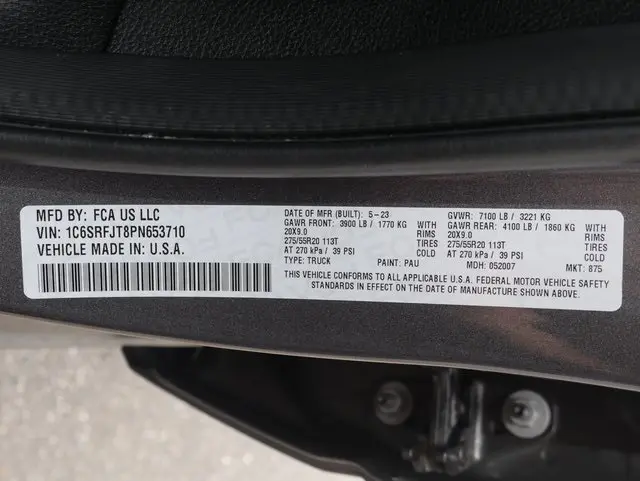 MFD BY: FCA US LLC
VIN: 1C6SRFJT8PN653710
VEHICLE MADE IN: U.S.A.
DATE OF MFR (BUILT): 5-23
GAWR FRONT: 3900 LB / 1770 KG WITH
20X9.0 RIMS
275/55R20 113T TIRES
AT 270 kPa / 39 PSI COLD
TYPE: TRUCK PAINT: PAU
GVWR: 7100 LB / 3221 KG
GAWR REAR: 4100 LB / 1860 KG WITH
20X9.0 RIMS
275/55R20 113T TIRES
AT 270 kPa / 39 PSI COLD
MDH: 052007 MKT: 875
THIS VEHICLE CONFORMS TO ALL APPLICABLE U.S.A. FEDERAL MOTOR VEHICLE SAFETY
STANDARDS IN EFFECT ON THE DATE OF MANUFACTURE SHOWN ABOVE.